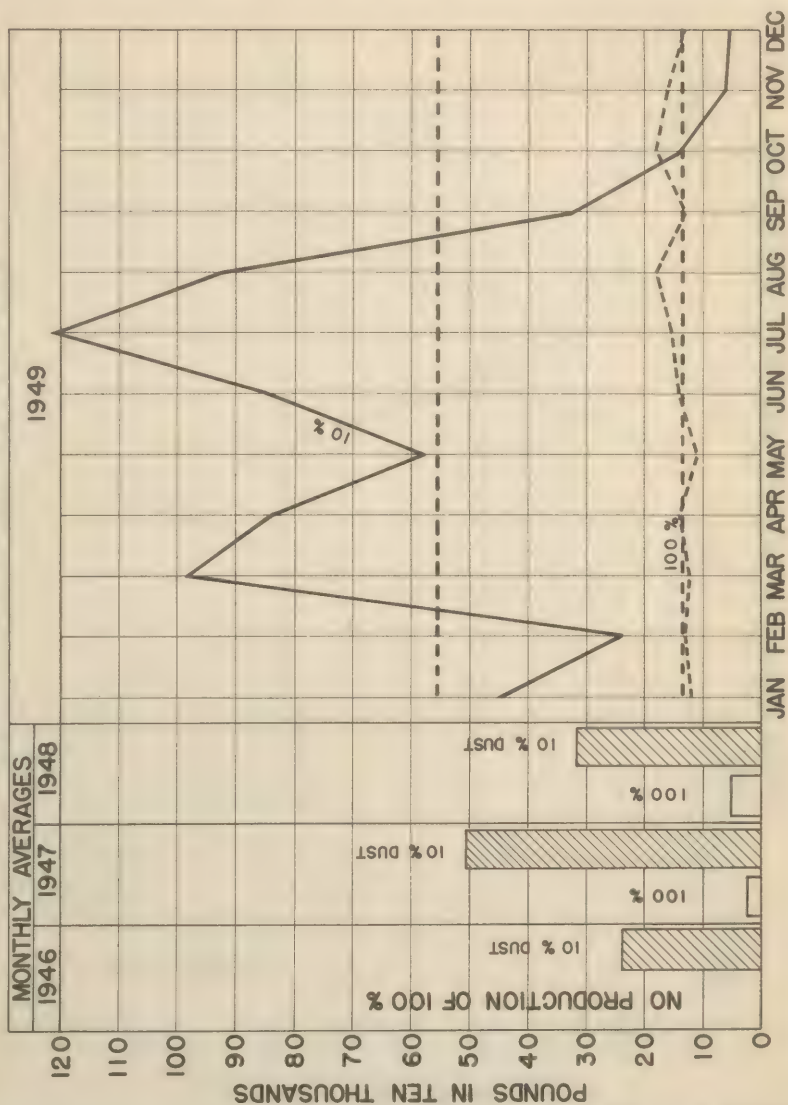 MONTHLY AVERAGES
1946 1947 1948
1949
120
110
100
90
80
70
60
50
40
30
20
10
0
POUNDS IN TEN THOUSANDS
NO PRODUCTION OF 100 %
10 % DUST
100 %
10 % DUST
100 %
10 % DUST
10 %
100 %
JAN FEB MAR APR MAY JUN JUL AUG SEP OCT NOV DEC